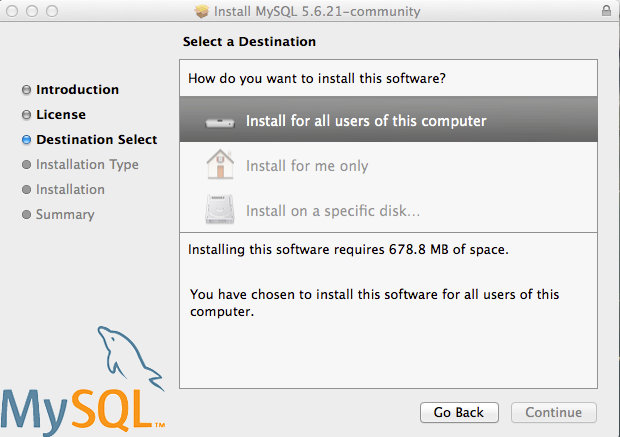 Install MySQL 5.6.21-community
Select a Destination
Introduction
License
Destination Select
Installation Type
Installation
Summary
How do you want to install this software?
Install for all users of this computer
Install for me only
Install on a specific disk...
Installing this software requires 678.8 MB of space.
You have chosen to install this software for all users of this
computer.
MySQL™
Go Back
Continue